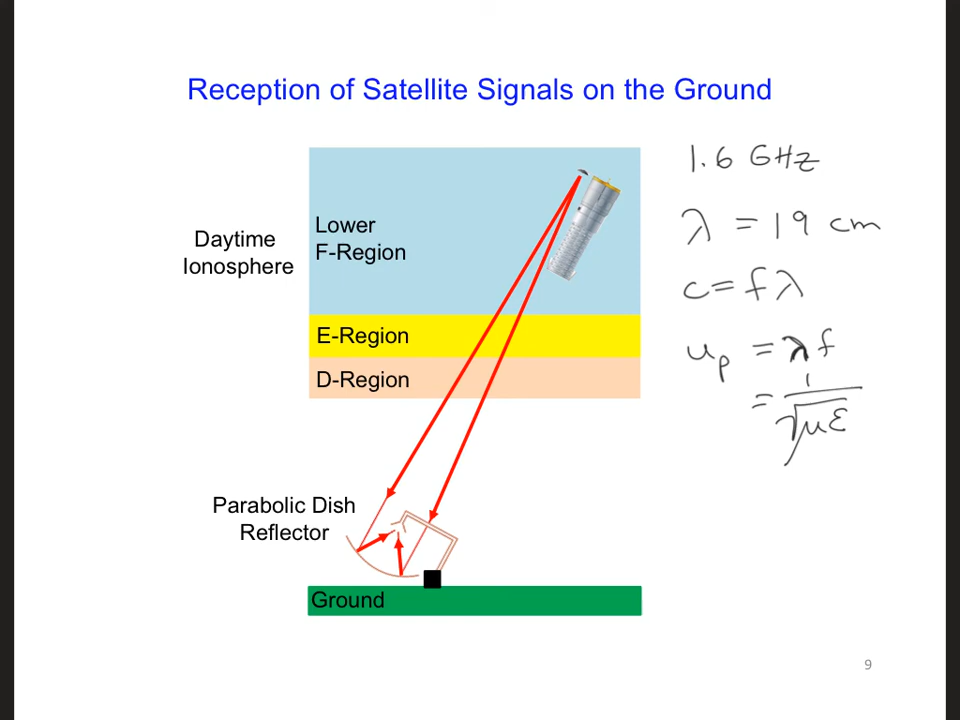 Reception of Satellite Signals on the Ground
1.6 GHz
λ = 19 cm
c = fλ
u_p = λf
= 1/√με
Daytime
Ionosphere
Lower
F-Region
E-Region
D-Region
Parabolic Dish
Reflector
Ground
9